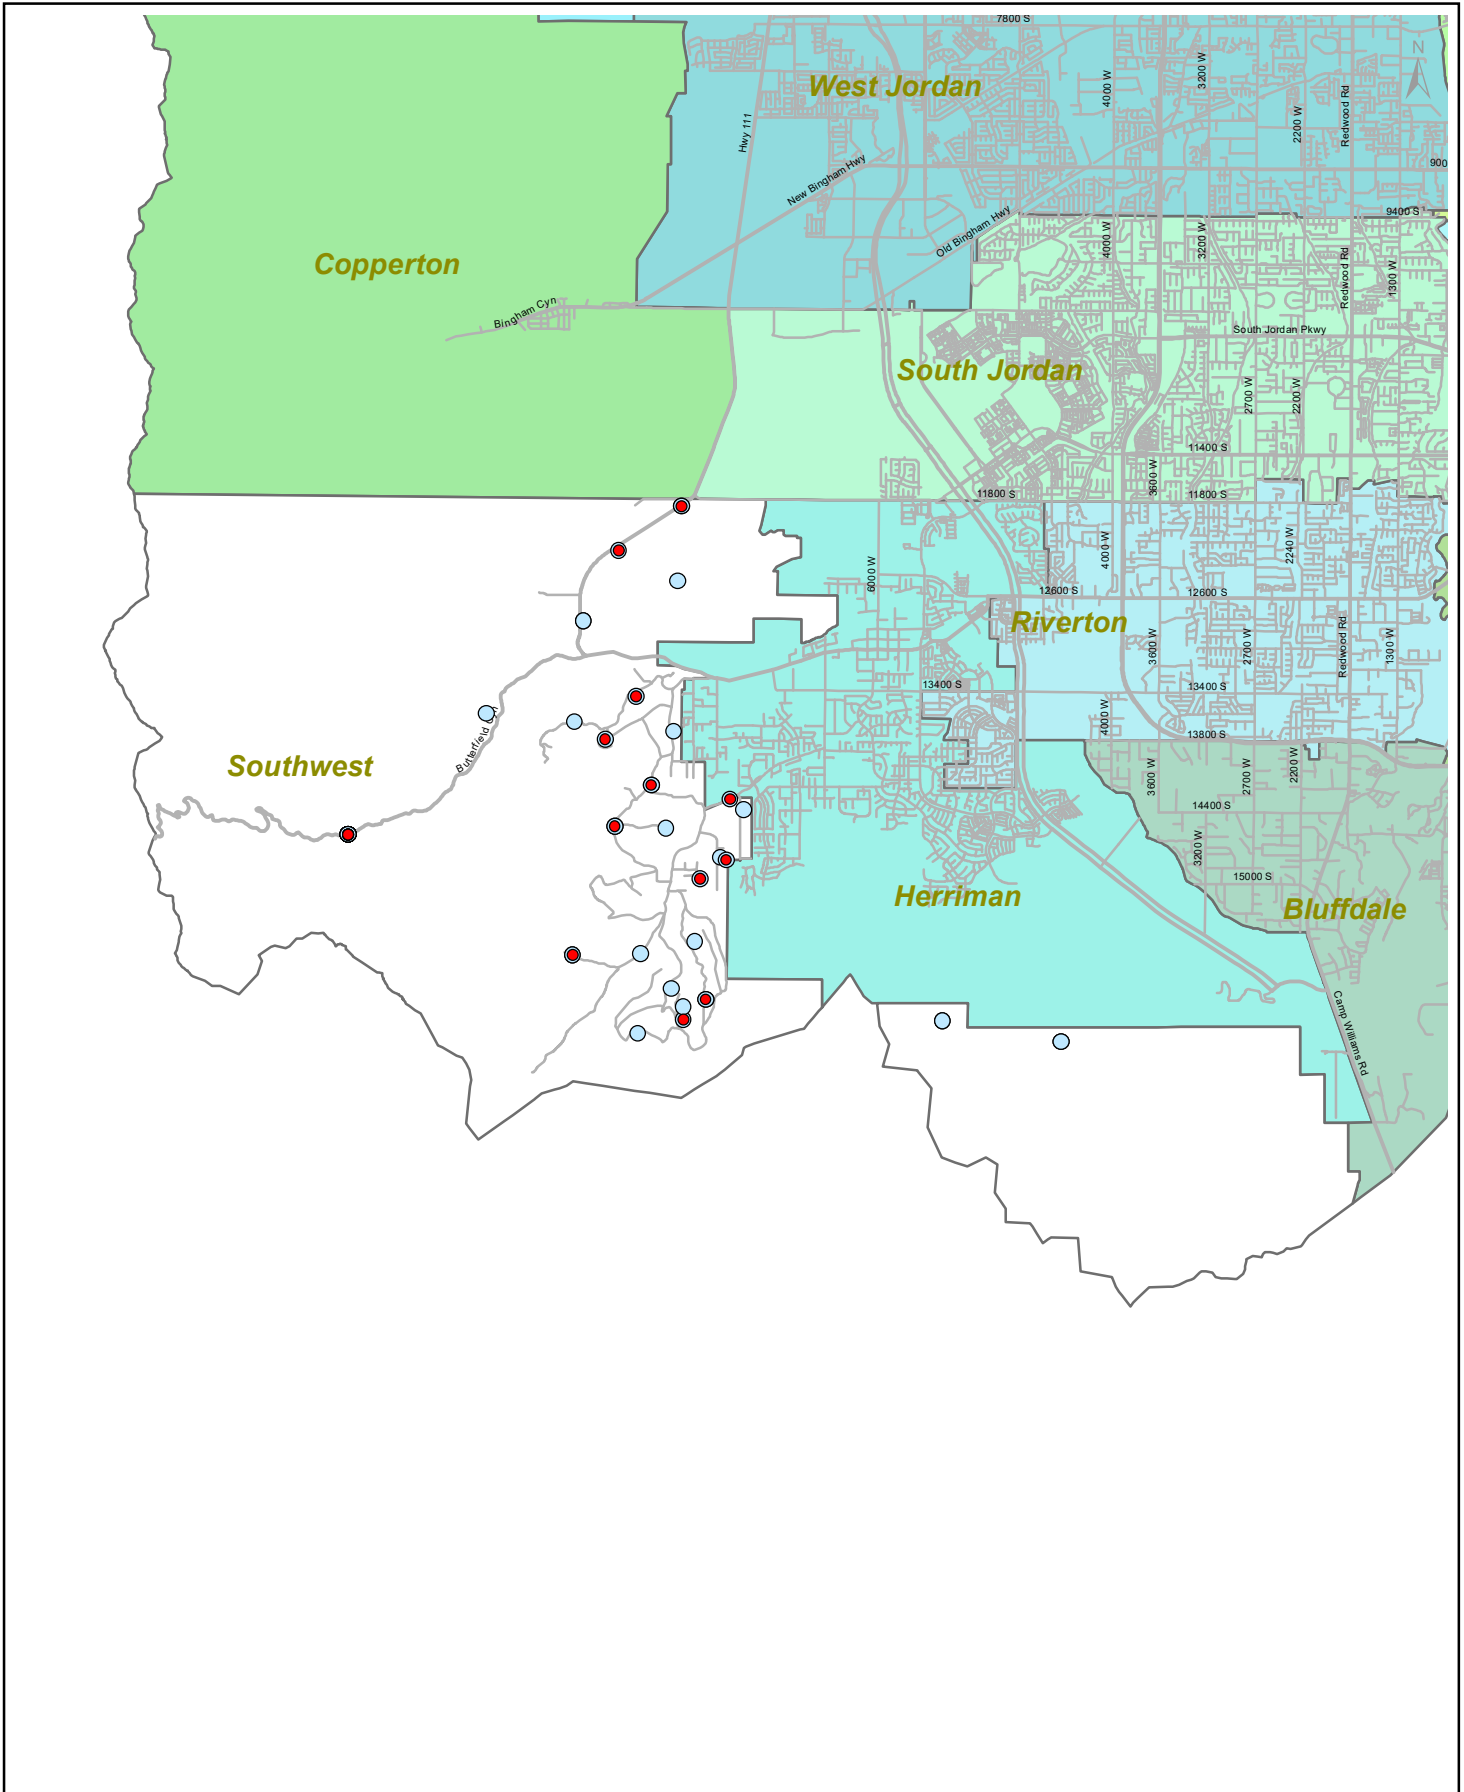 7800 S
N
West Jordan
4000 W
3200 W
2200 W
Redwood Rd
Hwy 111
New Bingham Hwy
900
Old Bingham Hwy
9400 S
4000 W
3200 W
Redwood Rd
1300 W
Copperton
Bingham Cyn
South Jordan Pkwy
South Jordan
2700 W
2200 W
11400 S
3600 W
11800 S
11800 S
6000 W
4000 W
2240 W
12600 S
12600 S
Riverton
3600 W
2700 W
Redwood Rd
1300 W
13400 S
13400 S
4000 W
13800 S
Butterfield
Southwest
3600 W
2700 W
2200 W
14400 S
3200 W
15000 S
Herriman
Bluffdale
Camp Williams Rd